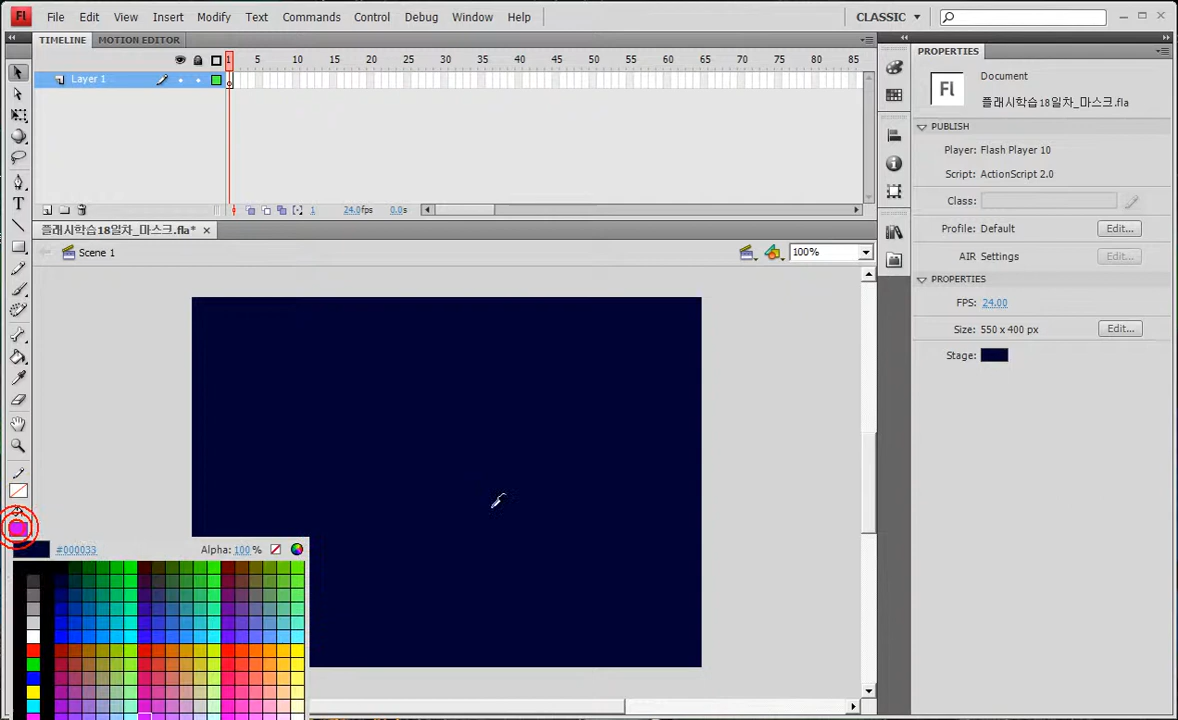 Fl File Edit View Insert Modify Text Commands Control Debug Window Help CLASSIC
TIMELINE MOTION EDITOR
PROPERTIES
1 5 10 15 20 25 30 35 40 45 50 55 60 65 70 75 80 85
Layer 1
Fl Document
플래시학습18일차_마스크.fla
PUBLISH
Player: Flash Player 10
Script: ActionScript 2.0
Class:
1 24.0fps 0.0s
플래시학습18일차_마스크.fla* ×
Profile: Default Edit...
Scene 1 100%
AIR Settings Edit...
PROPERTIES
FPS: 24.00
Size: 550 x 400 px Edit...
Stage:
T
#000033 Alpha: 100 %